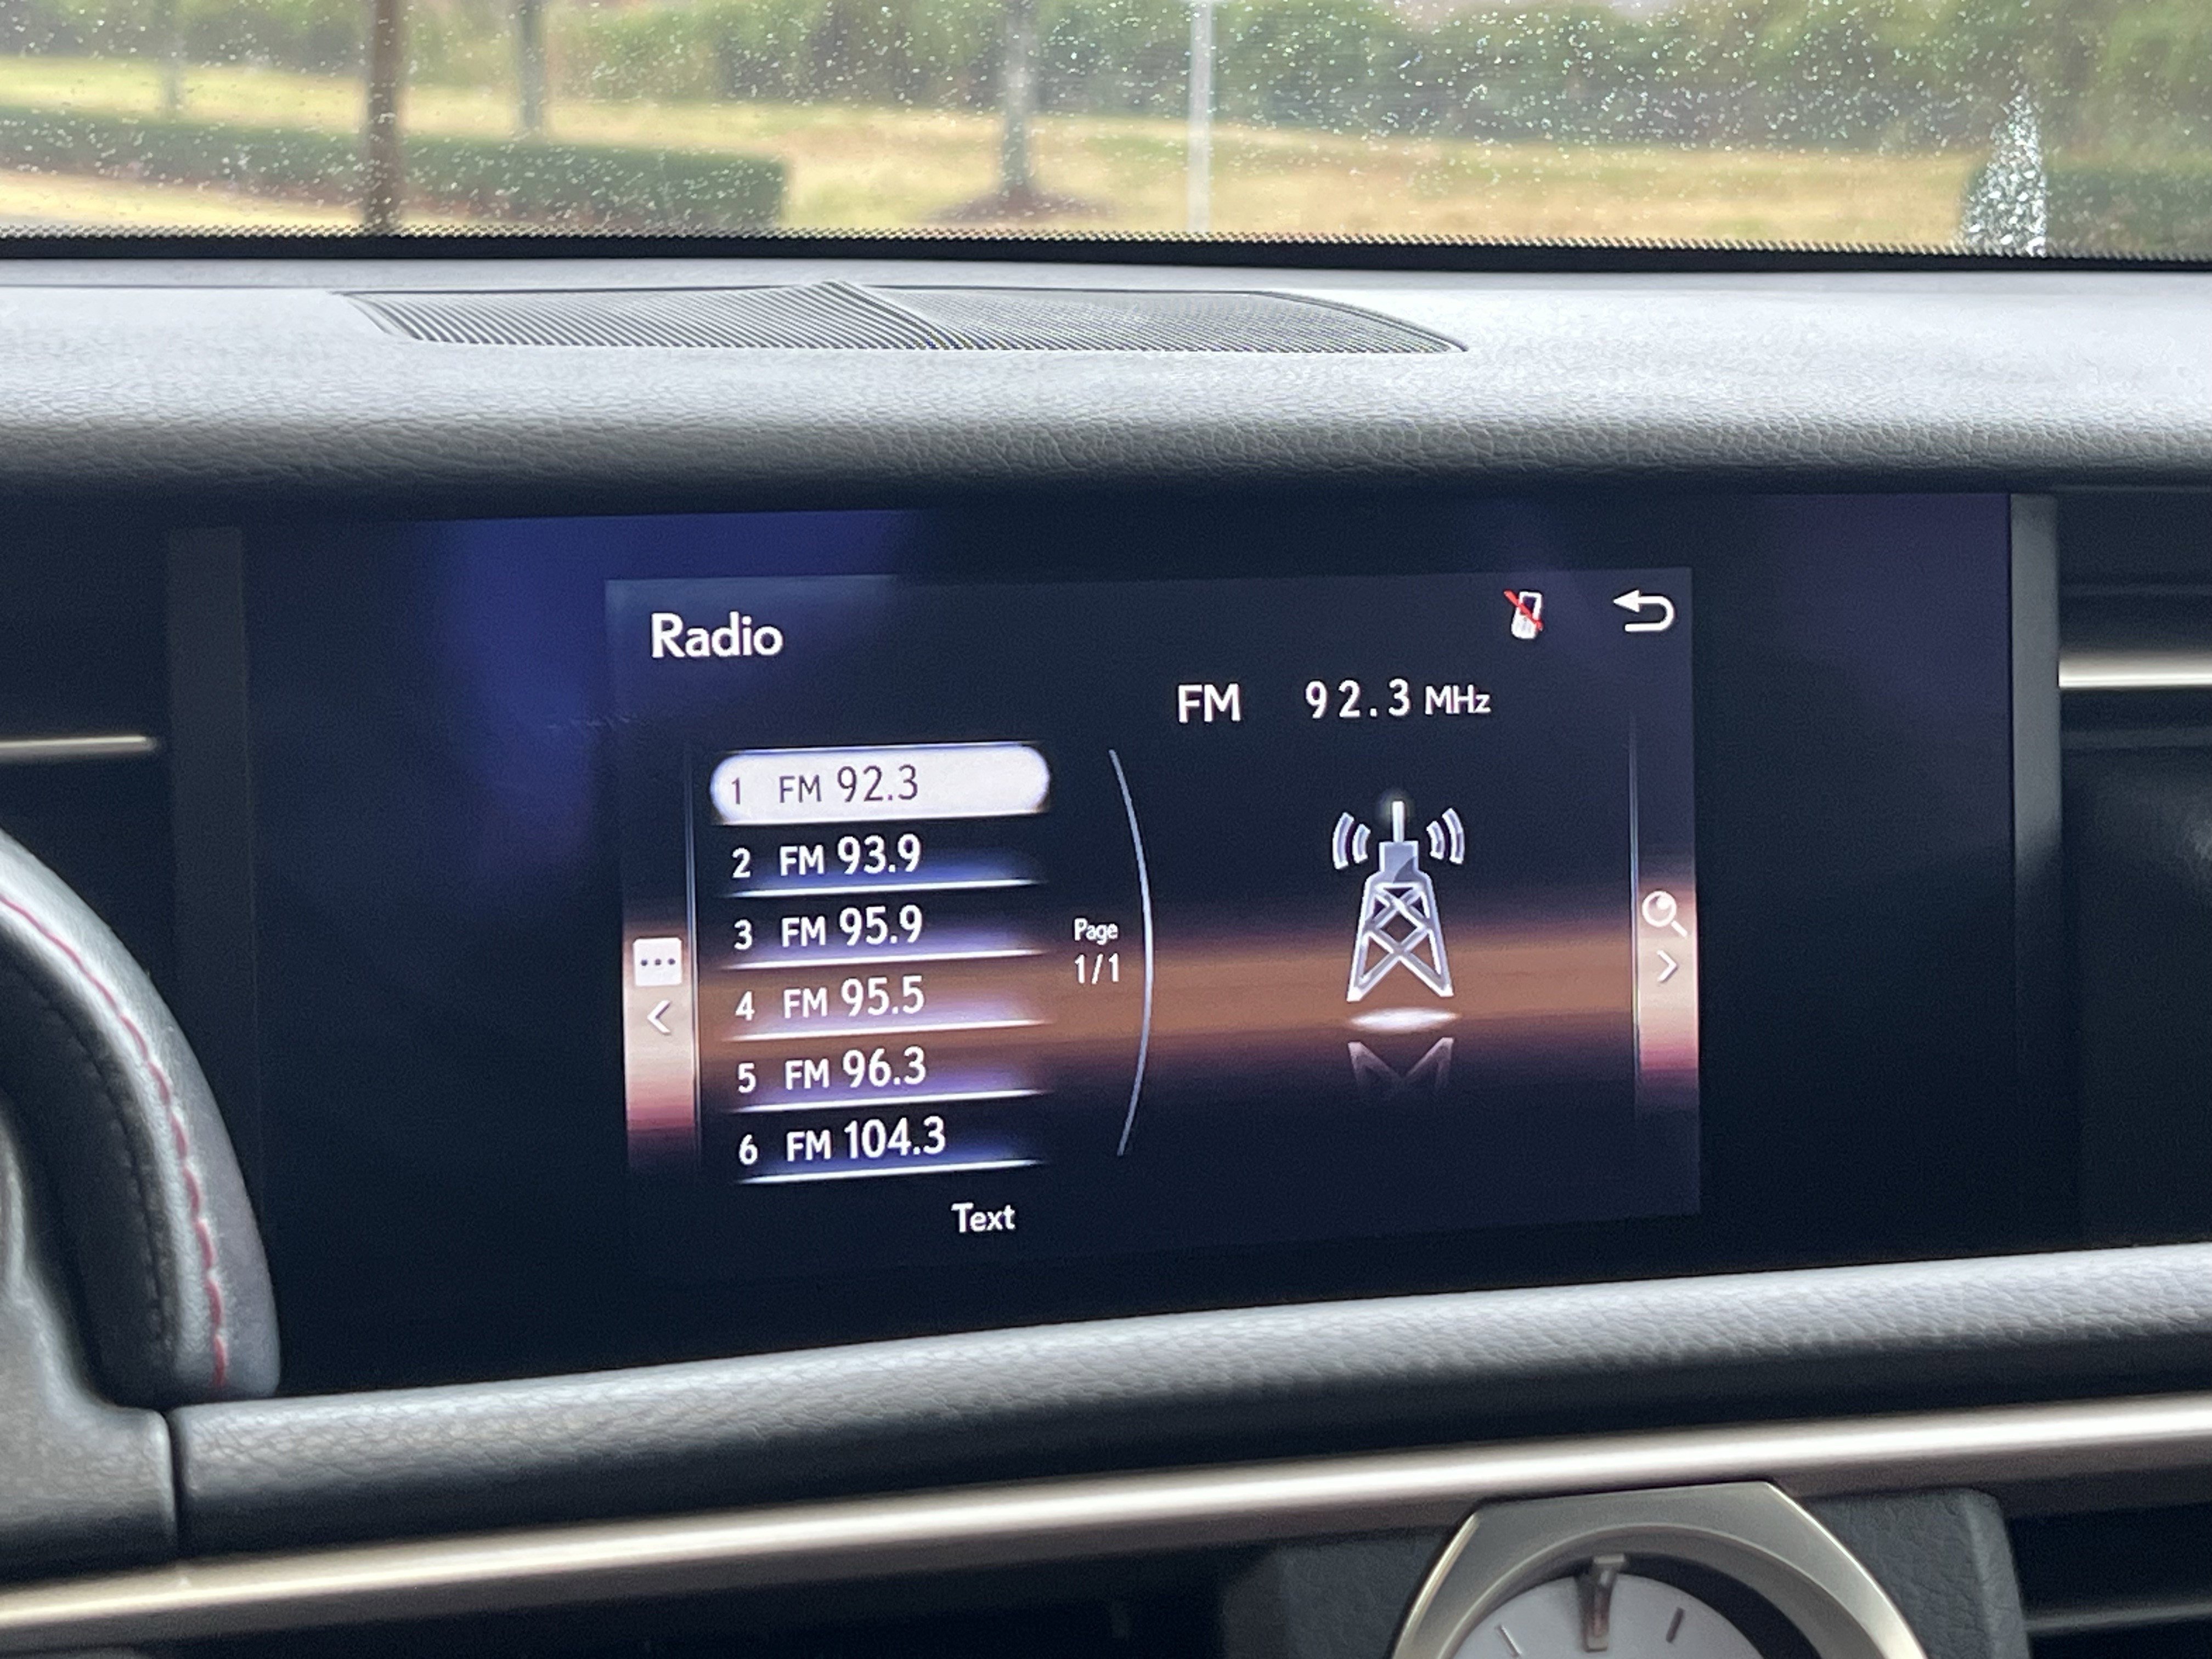 Radio
FM 92.3 MHz
1 FM 92.3
2 FM 93.9
3 FM 95.9
4 FM 95.5
5 FM 96.3
6 FM 104.3
Page
1/1
Text